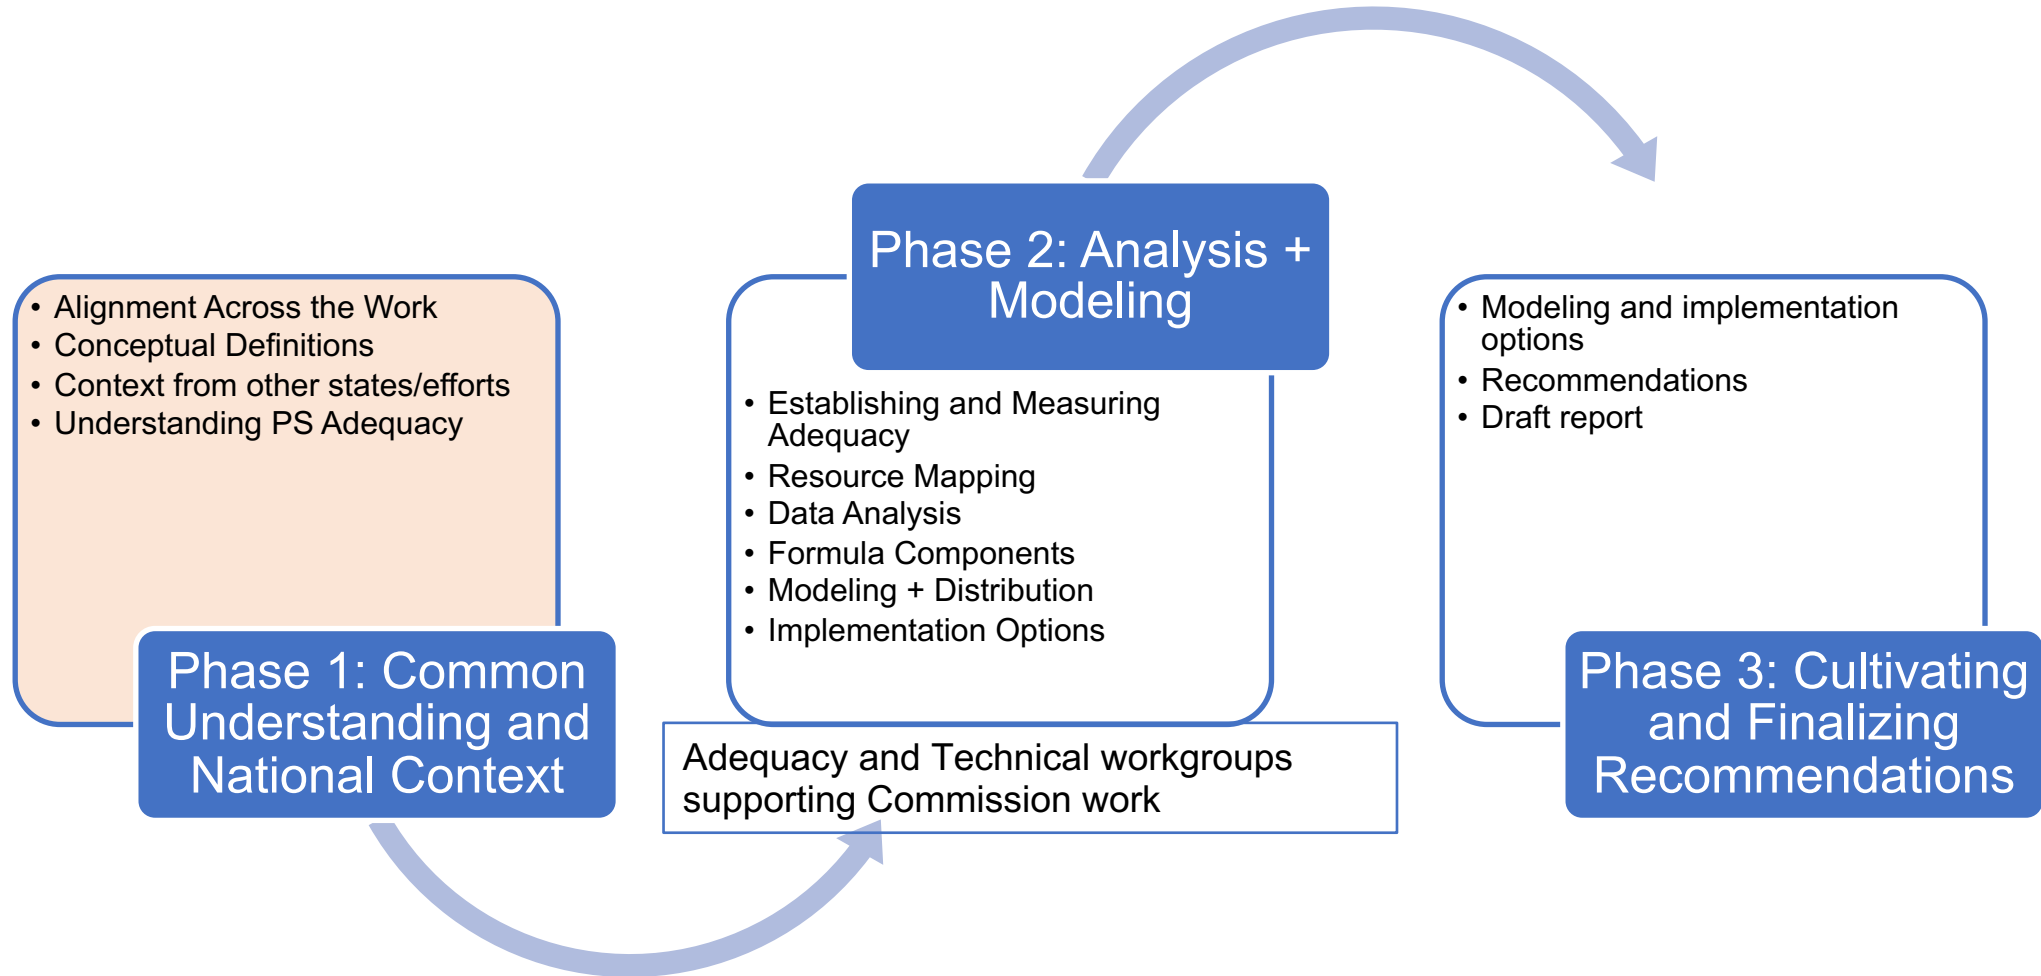 • Alignment Across the Work
• Conceptual Definitions
• Context from other states/efforts
• Understanding PS Adequacy
Phase 1: Common
Understanding and
National Context
Phase 2: Analysis +
Modeling
• Establishing and Measuring
Adequacy
• Resource Mapping
• Data Analysis
• Formula Components
• Modeling + Distribution
• Implementation Options
Adequacy and Technical workgroups
supporting Commission work
• Modeling and implementation
options
• Recommendations
• Draft report
Phase 3: Cultivating
and Finalizing
Recommendations